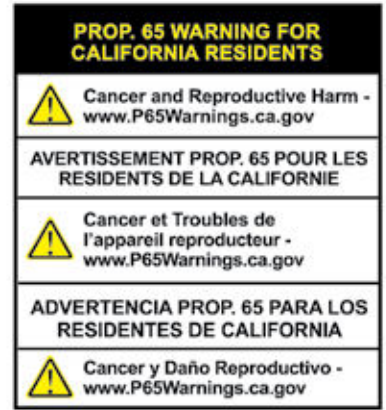 PROP. 65 WARNING FOR
CALIFORNIA RESIDENTS
Cancer and Reproductive Harm -
www.P65Warnings.ca.gov
AVERTISSEMENT PROP. 65 POUR LES
RESIDENTS DE LA CALIFORNIE
Cancer et Troubles de
l'appareil reproducteur -
www.P65Warnings.ca.gov
ADVERTENCIA PROP. 65 PARA LOS
RESIDENTES DE CALIFORNIA
Cancer y Daño Reproductivo -
www.P65Warnings.ca.gov